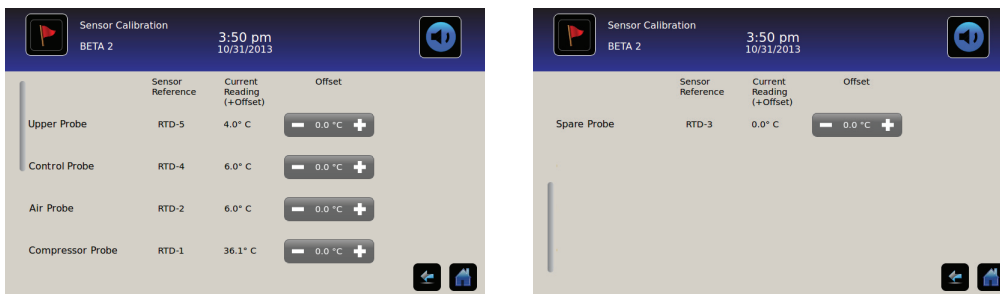 Sensor Calibration
BETA 2
3:50 pm
10/31/2013
Sensor Reference
Current Reading (+Offset)
Offset
Upper Probe RTD-5 4.0° C 0.0 °C
Control Probe RTD-4 6.0° C 0.0 °C
Air Probe RTD-2 6.0° C 0.0 °C
Compressor Probe RTD-1 36.1° C 0.0 °C
Sensor Calibration
BETA 2
3:50 pm
10/31/2013
Sensor Reference
Current Reading (+Offset)
Offset
Spare Probe RTD-3 0.0° C 0.0 °C